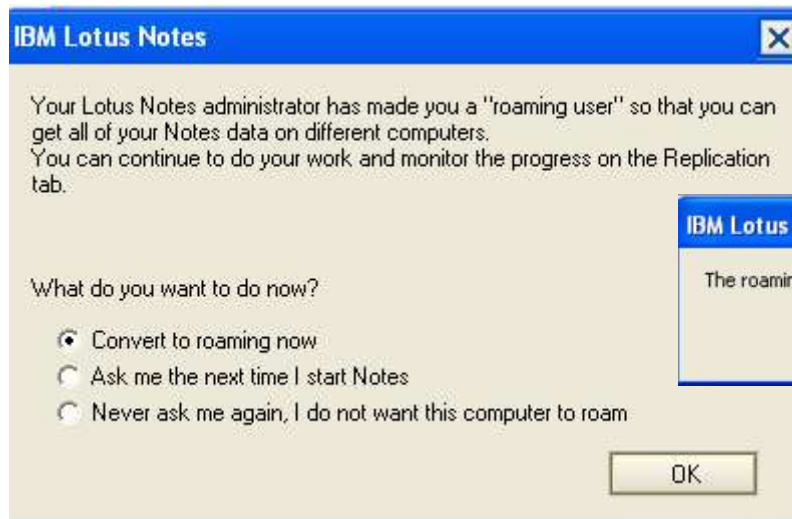 IBM Lotus Notes
Your Lotus Notes administrator has made you a "roaming user" so that you can
get all of your Notes data on different computers.
You can continue to do your work and monitor the progress on the Replication
tab.
IBM Lotus
The roamin
What do you want to do now?
Convert to roaming now
Ask me the next time I start Notes
Never ask me again, I do not want this computer to roam
OK